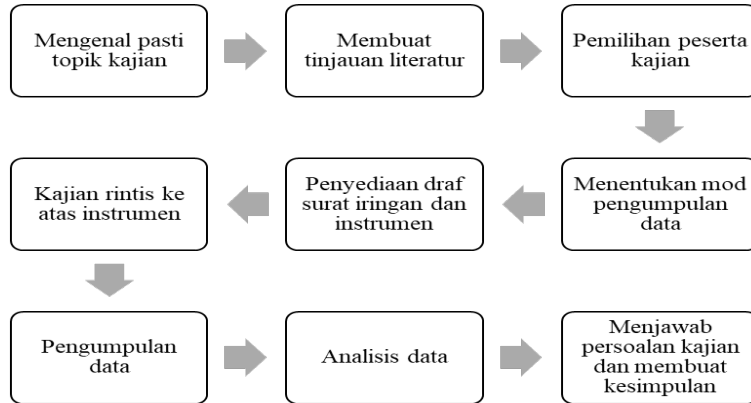 Mengenal pasti
topik kajian
Membuat
tinjauan literatur
Pemilihan peserta
kajian
Menentukan mod
pengumpulan
data
Penyediaan draf
surat iringan dan
instrumen
Kajian rintis ke
atas instrumen
Pengumpulan
data
Analisis data
Menjawab
persoalan kajian
dan membuat
kesimpulan